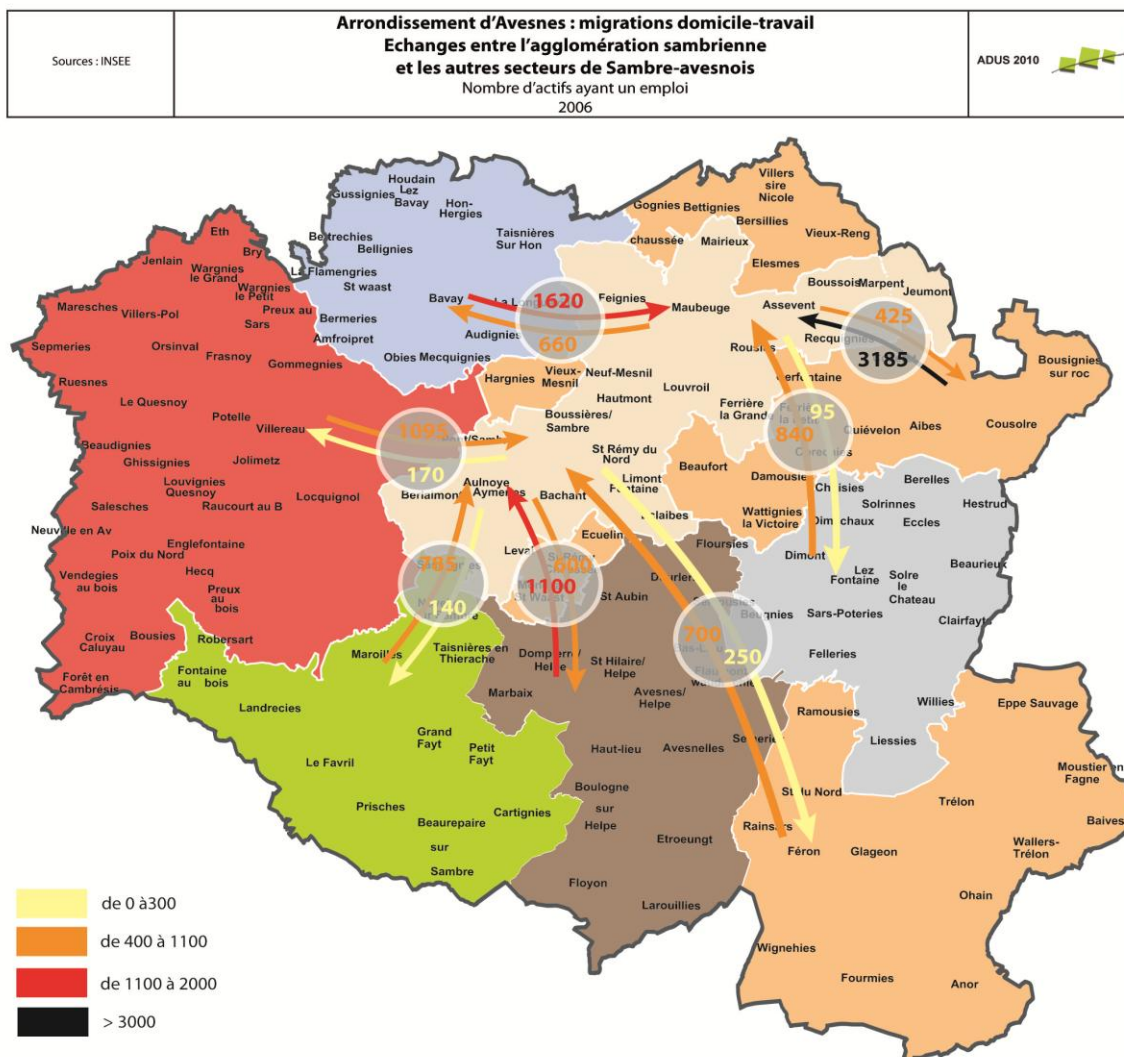 Sources : INSEE
Arrondissement d'Avesnes : migrations domicile-travail
Echanges entre l'agglomération sambrienne
et les autres secteurs de Sambre-avesnois
Nombre d'actifs ayant un emploi
2006
ADUS 2010
Houdain
Lez
Bavay
Gussignies
Hon-
Hergies
Taisnières
Sur Hon
Bellignies
St waast
Bermeries
Amfroipret
Bavay
Audignies
Obies Mecquignies
Feignies
Gognies
chaussée
Bettignies
Villers
sire
Nicole
Bersillies
Mairieux
Vieux-Reng
Elesmes
Boussois
Marpent
Jeumont
Maubeuge
Assevent
Eth
Bry
Jenlain
Wargnies
le Grand
Wargnies
le Petit
Maresches
Villers-Pol
Preux au
Sars
Sepmeries
Orsinval
Frasnoy
Gommegnies
Ruesnes
Le Quesnoy
Potelle
Villereau
Beaudignies
Ghissignies
Jolimetz
Louvignies
Quesnoy
Locquignol
Salesches
Raucourt au B
Neuville en Av
Englefontaine
Poix du Nord
Hecq
Vendegies
au bois
Preux
au
bois
Croix
Caluyau
Bousies
Robersart
Forêt en
Cambrésis
Hargnies
Vieux-
Mesnil
Neuf-Mesnil
Hautmont
Louvroil
Boussières/
Sambre
Ferrière
la Grande
St Rémy du
Nord
Limont
Fontaine
Beaufort
Quiévelon
Aibes
Cousolre
Bousignies
sur roc
Wattignies
la Victoire
Aulnoye
Aymeries
Bachant
Floursies
St Aubin
Berelles
Solrinnes
Hestrud
Eccles
Dimont
Lez
Fontaine
Solre
le
Chateau
Beaurieux
Sars-Poteries
Clairfayts
Felleries
Willies
Liessies
Maroilles
Taisnières en
Thierache
Fontaine
au bois
Landrecies
Grand
Fayt
Petit
Fayt
Le Favril
Prisches
Cartignies
Beaurepaire
sur
Sambre
Marbaix
Dompierre/
Helpe
St Hilaire/
Helpe
Avesnes/
Helpe
Haut-lieu
Avesnelles
Boulogne
sur
Helpe
Etroeungt
Floyon
Larouillies
Ramousies
Eppe Sauvage
Moustier en
Fagne
Trélon
Baives
Rainsars
Féron
Glageon
Wallers-
Trélon
Ohain
Wignehies
Fourmies
Anor
1620
660
425
3185
95
840
1095
170
785
140
600
1100
700
250
de 0 à300
de 400 à 1100
de 1100 à 2000
> 3000